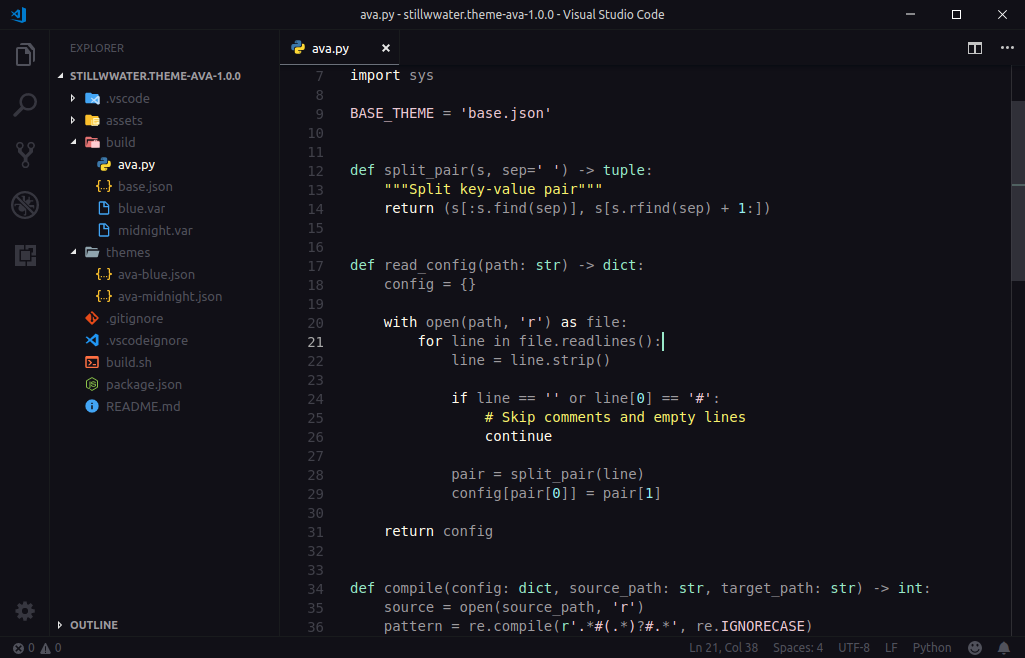 ava.py - stillwwater.theme-ava-1.0.0 - Visual Studio Code
EXPLORER
STILLWWATER.THEME-AVA-1.0.0
.vscode
assets
build
ava.py
base.json
blue.var
midnight.var
themes
ava-blue.json
ava-midnight.json
.gitignore
.vscodeignore
build.sh
package.json
README.md
OUTLINE
ava.py
7 import sys
8
9 BASE_THEME = 'base.json'
10
11
12 def split_pair(s, sep=' ') -> tuple:
13     """Split key-value pair"""
14     return (s[:s.find(sep)], s[s.rfind(sep) + 1:])
15
16
17 def read_config(path: str) -> dict:
18     config = {}
19
20     with open(path, 'r') as file:
21         for line in file.readlines():
22             line = line.strip()
23
24             if line == '' or line[0] == '#':
25                 # Skip comments and empty lines
26                 continue
27
28             pair = split_pair(line)
29             config[pair[0]] = pair[1]
30
31     return config
32
33
34 def compile(config: dict, source_path: str, target_path: str) -> int:
35     source = open(source_path, 'r')
36     pattern = re.compile(r'.*#(.*)?#.*', re.IGNORECASE)
0 0 Ln 21, Col 38 Spaces: 4 UTF-8 LF Python